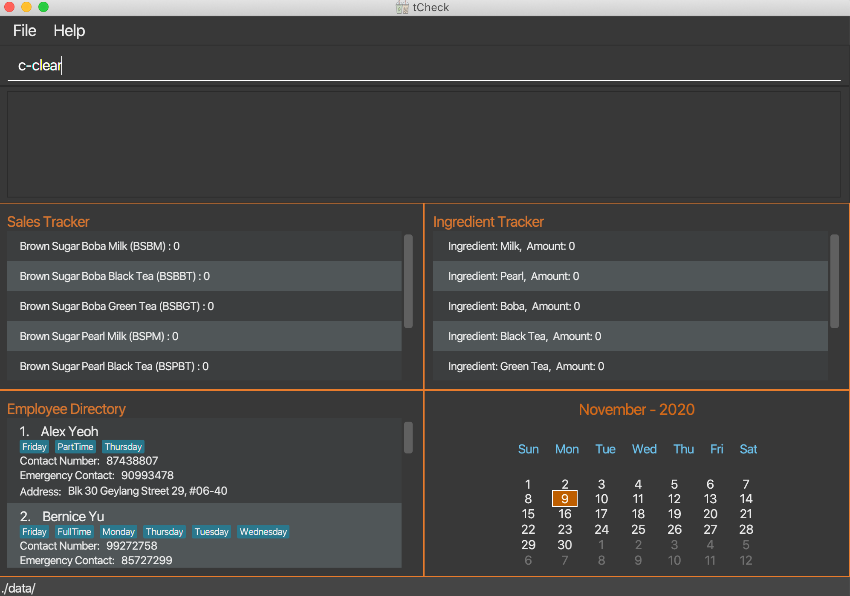 tCheck
File Help
c-clear
Sales Tracker
Brown Sugar Boba Milk (BSBM) : 0
Brown Sugar Boba Black Tea (BSBBT) : 0
Brown Sugar Boba Green Tea (BSBGT) : 0
Brown Sugar Pearl Milk (BSPM) : 0
Brown Sugar Pearl Black Tea (BSPBT) : 0
Ingredient Tracker
Ingredient: Milk, Amount: 0
Ingredient: Pearl, Amount: 0
Ingredient: Boba, Amount: 0
Ingredient: Black Tea, Amount: 0
Ingredient: Green Tea, Amount: 0
Employee Directory
1. Alex Yeoh
Friday PartTime Thursday
Contact Number: 87438807
Emergency Contact: 90993478
Address: Blk 30 Geylang Street 29, #06-40
2. Bernice Yu
Friday FullTime Monday Thursday Tuesday Wednesday
Contact Number: 99272758
Emergency Contact: 85727299
November - 2020
Sun Mon Tue Wed Thu Fri Sat
1 2 3 4 5 6 7
8 9 10 11 12 13 14
15 16 17 18 19 20 21
22 23 24 25 26 27 28
29 30 1 2 3 4 5
6 7 8 9 10 11 12
./data/